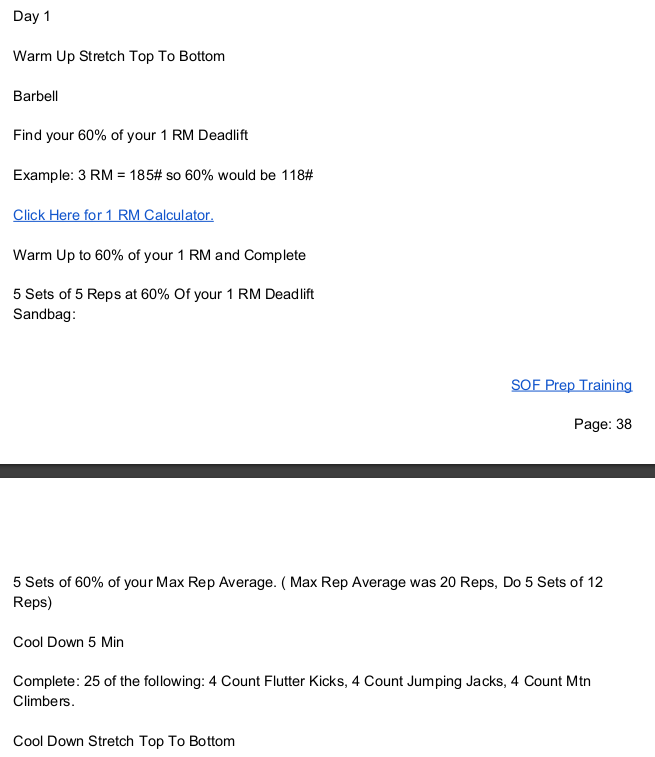 Day 1
Warm Up Stretch Top To Bottom
Barbell
Find your 60% of your 1 RM Deadlift
Example: 3 RM = 185# so 60% would be 118#
Click Here for 1 RM Calculator.
Warm Up to 60% of your 1 RM and Complete
5 Sets of 5 Reps at 60% Of your 1 RM Deadlift
Sandbag:
SOF Prep Training
Page: 38
5 Sets of 60% of your Max Rep Average. ( Max Rep Average was 20 Reps, Do 5 Sets of 12
Reps)
Cool Down 5 Min
Complete: 25 of the following: 4 Count Flutter Kicks, 4 Count Jumping Jacks, 4 Count Mtn
Climbers.
Cool Down Stretch Top To Bottom